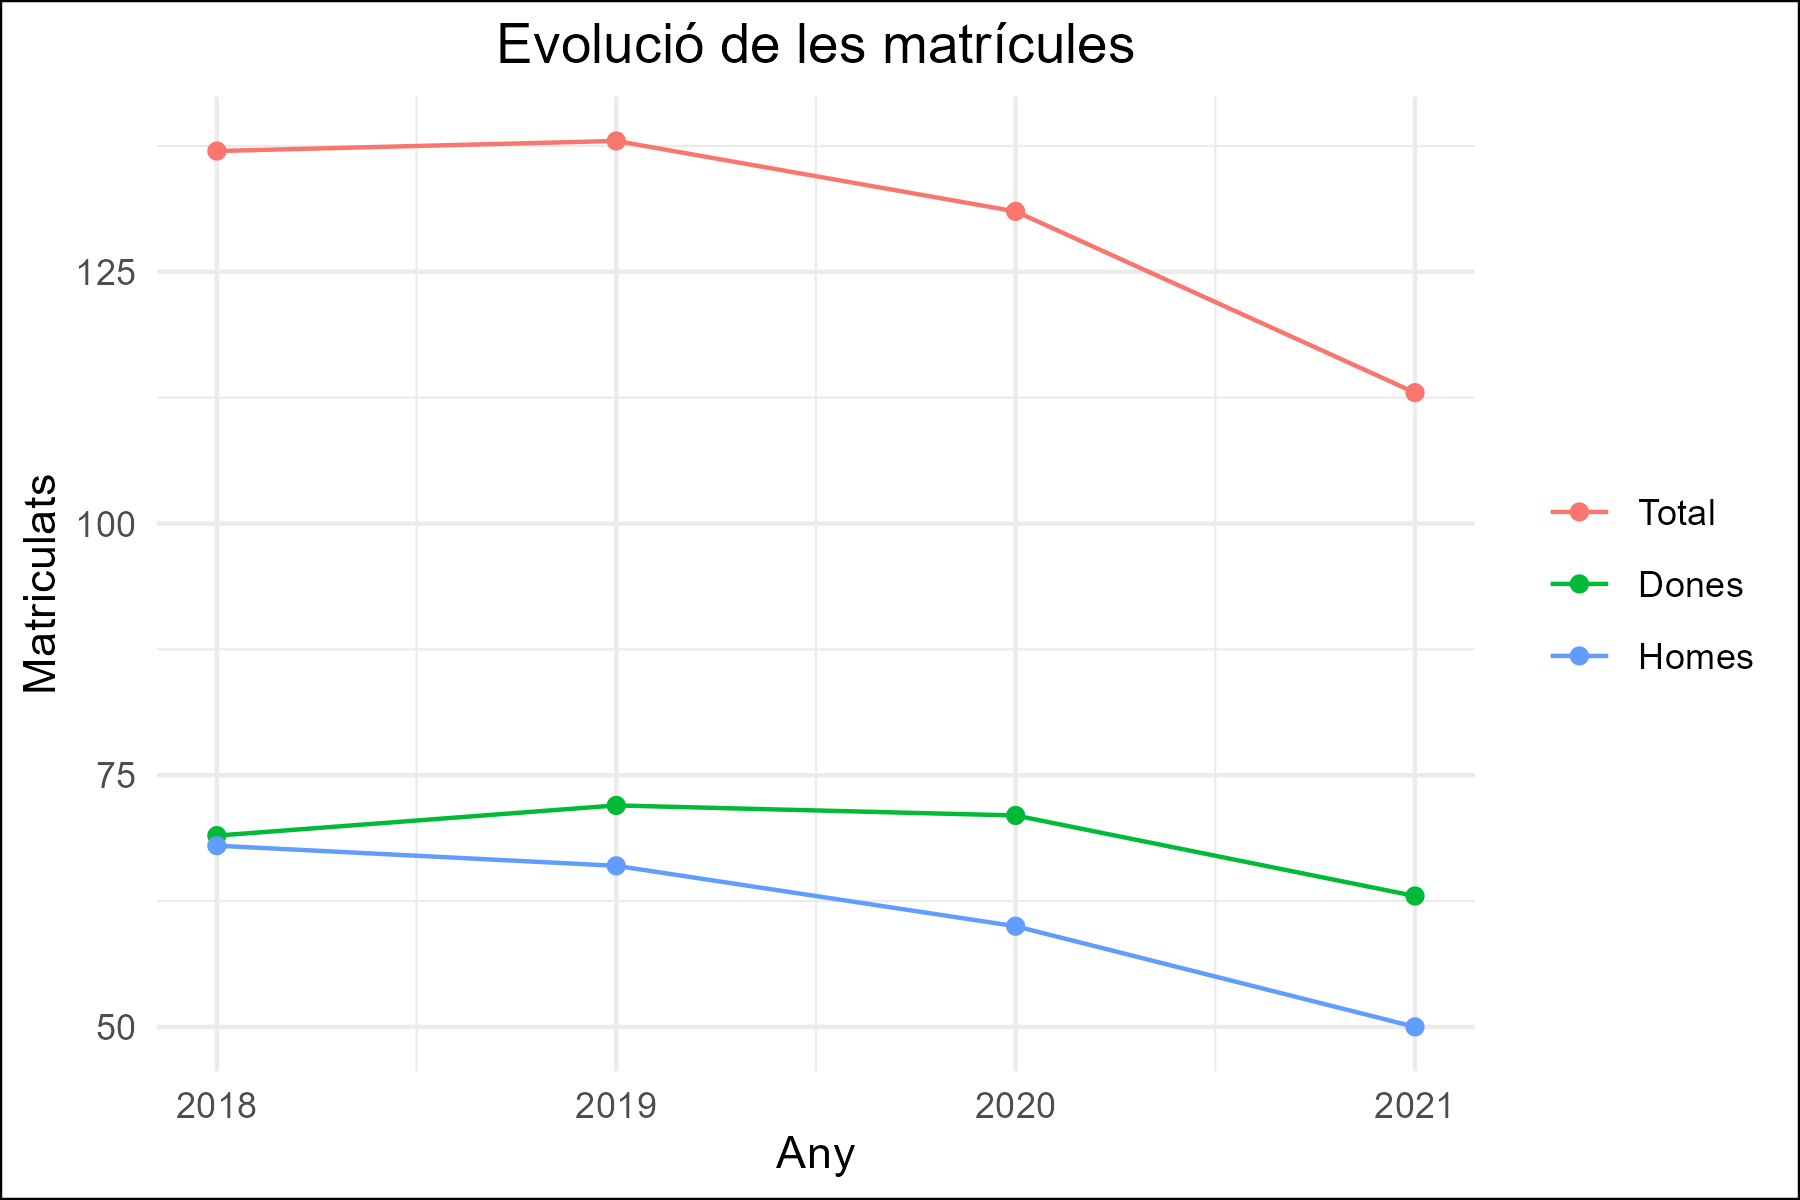 Evolució de les matrícules
Matriculats
125
100
75
50
2018
2019
2020
2021
Any
Total
Dones
Homes